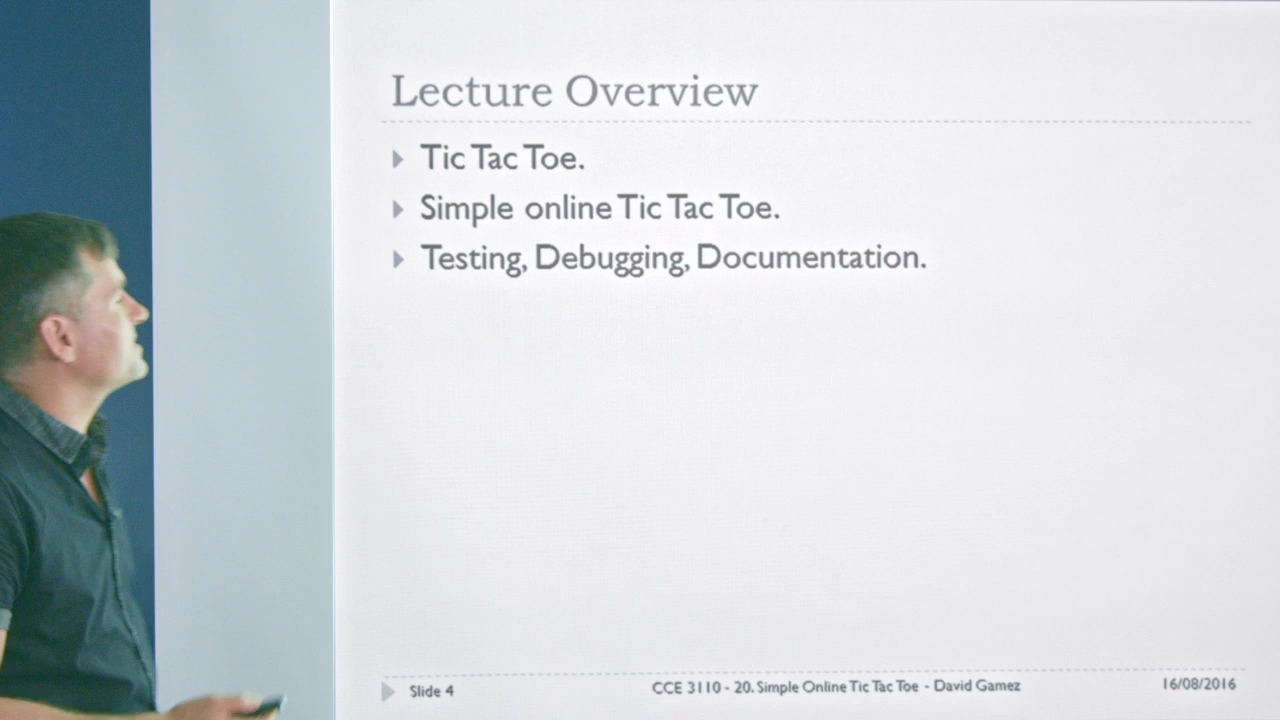 Lecture Overview
Tic Tac Toe.
Simple online Tic Tac Toe.
Testing, Debugging, Documentation.
Slide 4
CCE 3110 - 20. Simple Online Tic Tac Toe - David Gamez
16/08/2016